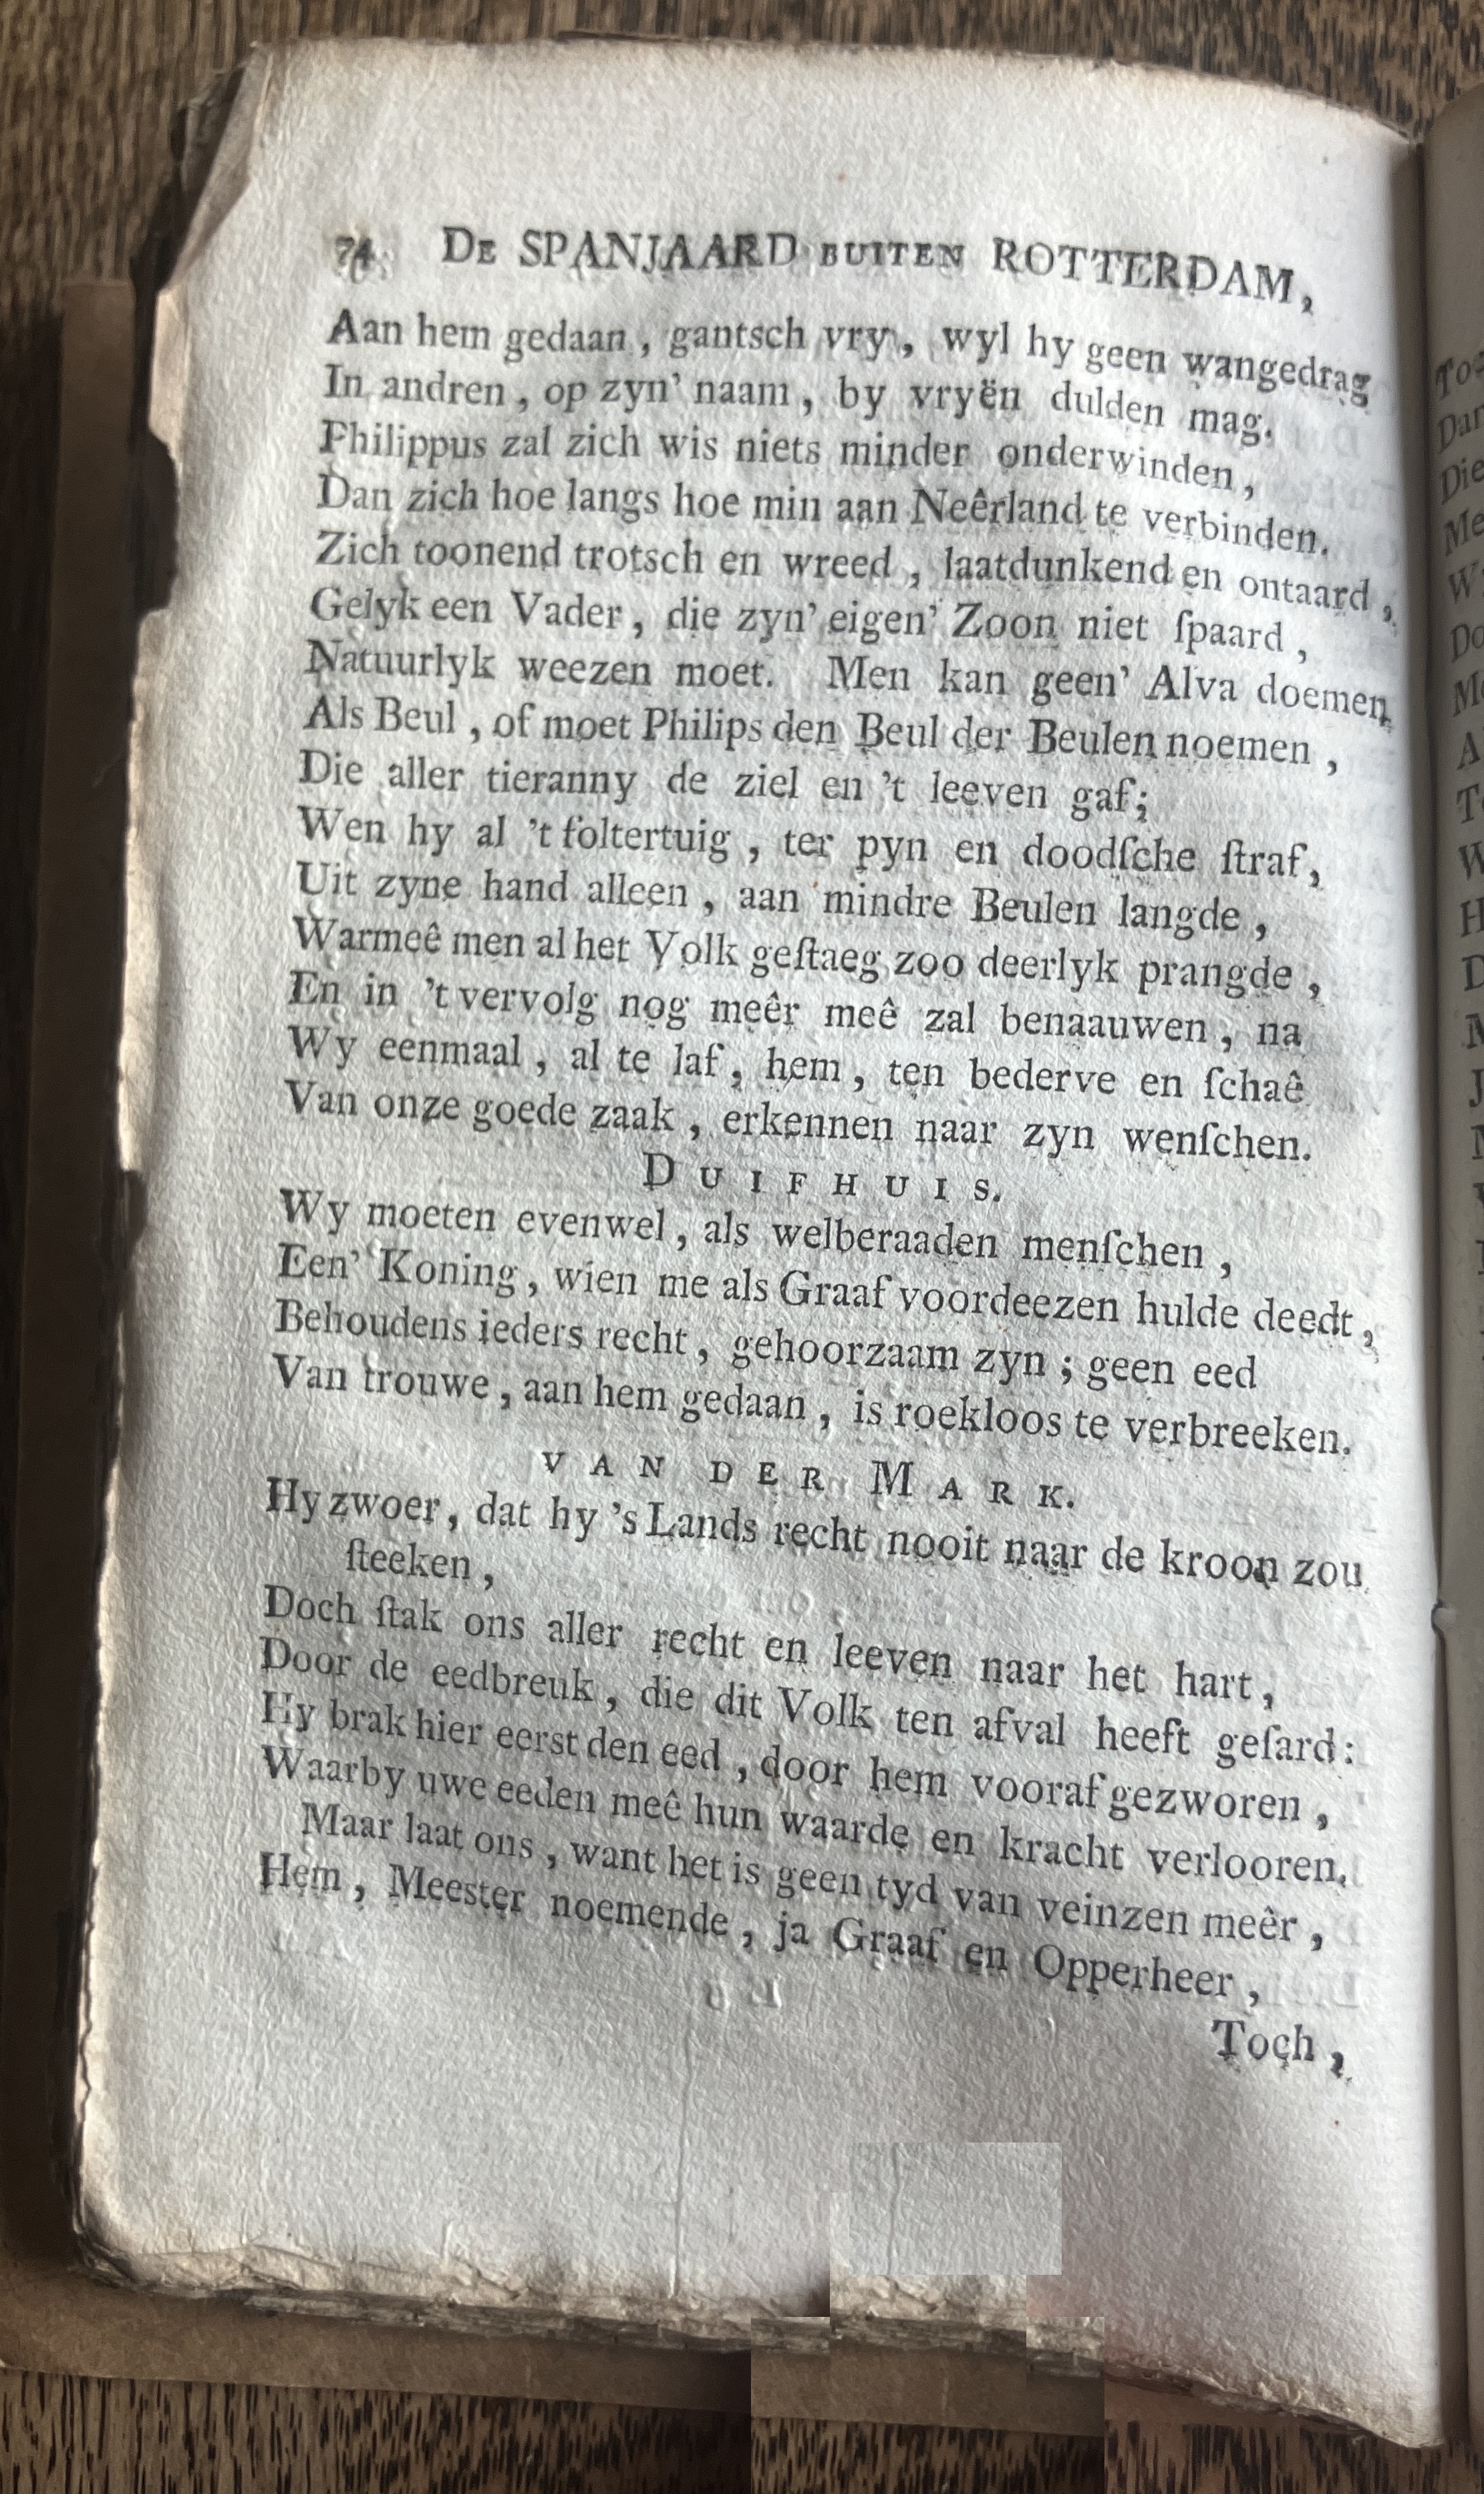 74 DE SPANJAARD BUITEN ROTTERDAM,
Aan hem gedaan, gantsch vry, wyl hy geen wangedrag
In andren, op zyn' naam, by vryën dulden mag.
Philippus zal zich wis niets minder onderwinden,
Dan zich hoe langs hoe min aan Neêrland te verbinden.
Zich toonend trotsch en wreed, laatdunkend en ontaard,
Gelyk een Vader, die zyn' eigen' Zoon niet ſpaard,
Natuurlyk weezen moet. Men kan geen' Alva doemen
Als Beul, of moet Philips den Beul der Beulen noemen,
Die aller tieranny de ziel en 't leeven gaf;
Wen hy al 't foltertuig, ter pyn en doodſche ſtraf,
Uit zyne hand alleen, aan mindre Beulen langde,
Warmeê men al het Volk geſtaeg zoo deerlyk prangde,
En in 't vervolg nog meêr meê zal benaauwen, na
Wy eenmaal, al te laf, hem, ten bederve en ſchaê
Van onze goede zaak, erkennen naar zyn wenſchen.
DUIFHUIS.
Wy moeten evenwel, als welberaaden menſchen,
Een' Koning, wien me als Graaf voordeezen hulde deedt,
Behoudens ieders recht, gehoorzaam zyn; geen eed
Van trouwe, aan hem gedaan, is roekloos te verbreeken.
VAN DER MARK.
Hy zwoer, dat hy 's Lands recht nooit naar de kroon zou
ſteeken,
Doch ſtak ons aller recht en leeven naar het hart,
Door de eedbreuk, die dit Volk ten afval heeft geſard:
Hy brak hier eerst den eed, door hem vooraf gezworen,
Waarby uwe eeden meê hun waarde en kracht verlooren.
Maar laat ons, want het is geen tyd van veinzen meêr,
Hem, Meester noemende, ja Graaf en Opperheer,
Toch,